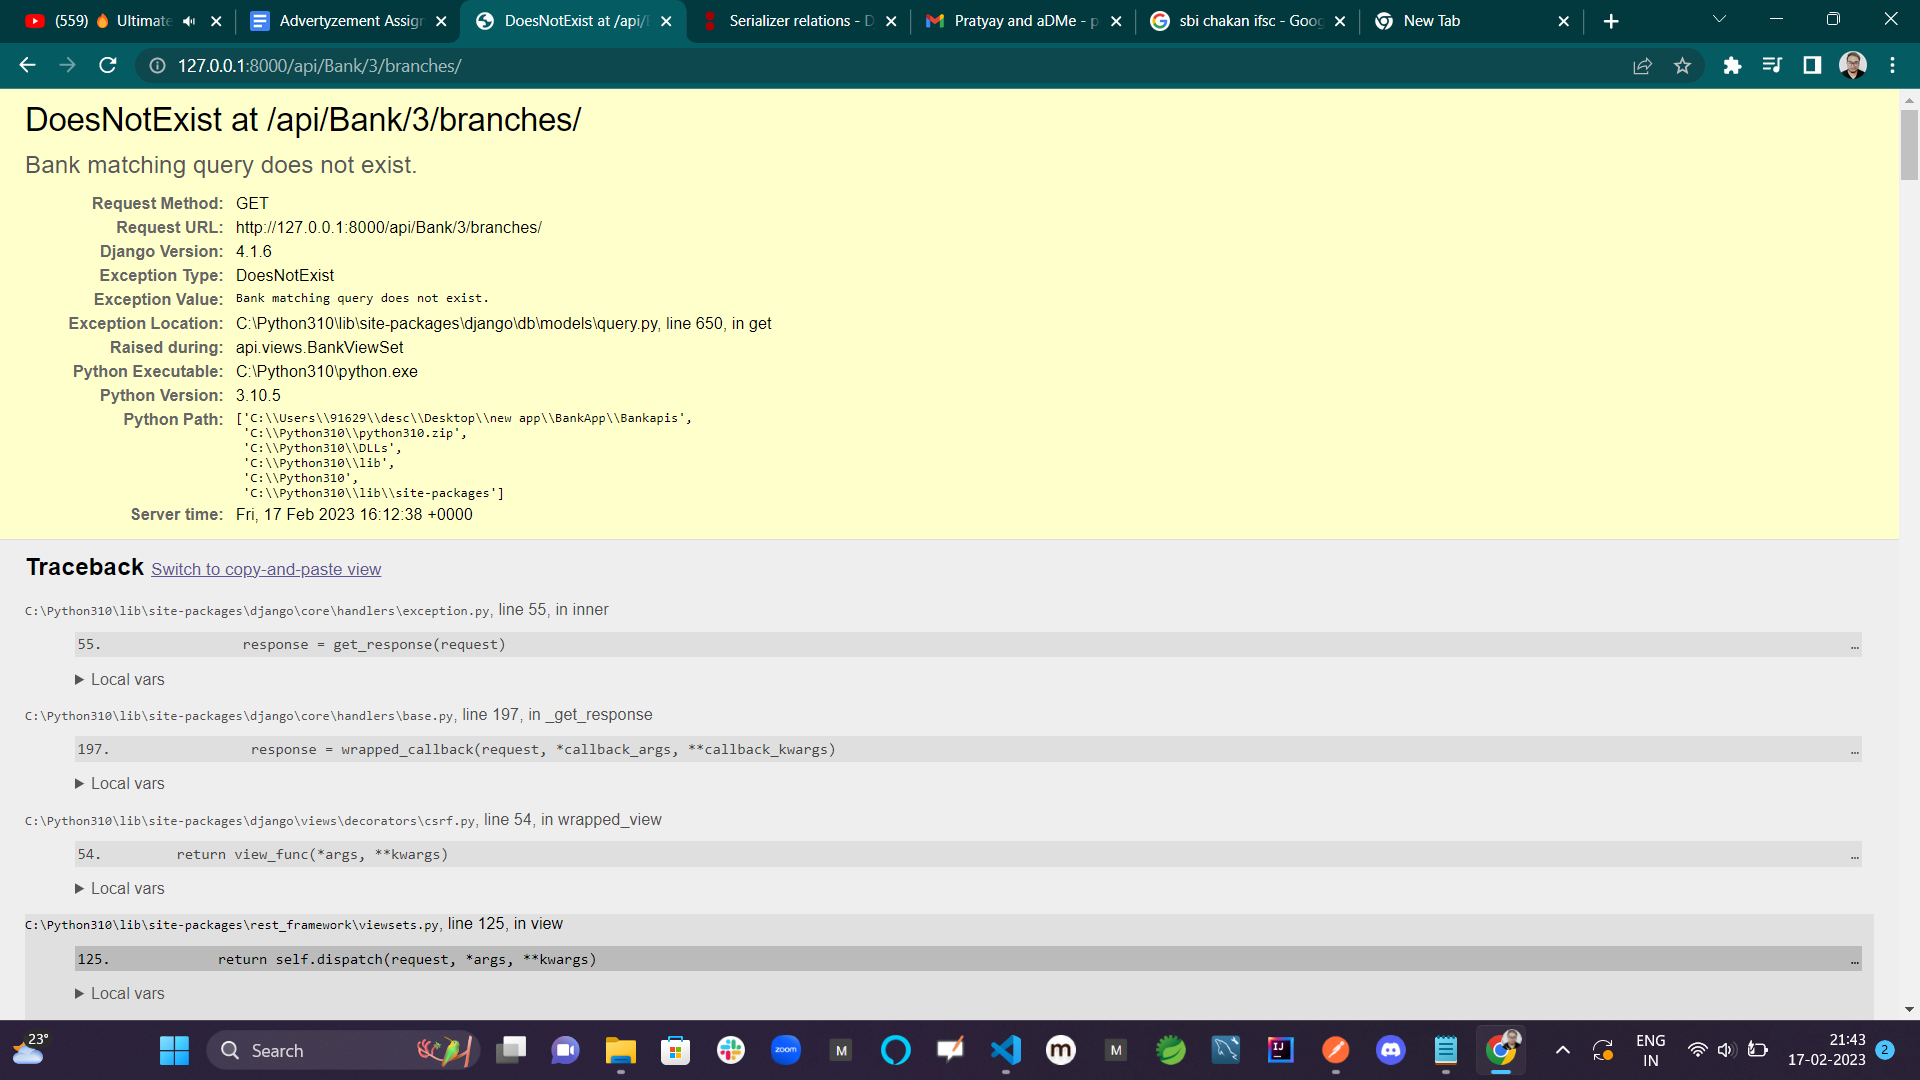 (559) 🔥 Ultimate
Advertyzement Assign
DoesNotExist at /api/
Serializer relations - D
Pratyay and aDMe - p
sbi chakan ifsc - Goog
New Tab
127.0.0.1:8000/api/Bank/3/branches/
DoesNotExist at /api/Bank/3/branches/
Bank matching query does not exist.
Request Method: GET
Request URL: http://127.0.0.1:8000/api/Bank/3/branches/
Django Version: 4.1.6
Exception Type: DoesNotExist
Exception Value: Bank matching query does not exist.
Exception Location: C:\Python310\lib\site-packages\django\db\models\query.py, line 650, in get
Raised during: api.views.BankViewSet
Python Executable: C:\Python310\python.exe
Python Version: 3.10.5
Python Path: ['C:\\Users\\91629\\desc\\Desktop\\new app\\BankApp\\Bankapis',
'C:\\Python310\\python310.zip',
'C:\\Python310\\DLLs',
'C:\\Python310\\lib',
'C:\\Python310',
'C:\\Python310\\lib\\site-packages']
Server time: Fri, 17 Feb 2023 16:12:38 +0000
Traceback Switch to copy-and-paste view
C:\Python310\lib\site-packages\django\core\handlers\exception.py, line 55, in inner
55. response = get_response(request) …
Local vars
C:\Python310\lib\site-packages\django\core\handlers\base.py, line 197, in _get_response
197. response = wrapped_callback(request, *callback_args, **callback_kwargs) …
Local vars
C:\Python310\lib\site-packages\django\views\decorators\csrf.py, line 54, in wrapped_view
54. return view_func(*args, **kwargs) …
Local vars
C:\Python310\lib\site-packages\rest_framework\viewsets.py, line 125, in view
125. return self.dispatch(request, *args, **kwargs) …
Local vars
23°
Search
zoom
M
m
M
IJ
ENG
IN
21:43
17-02-2023
2